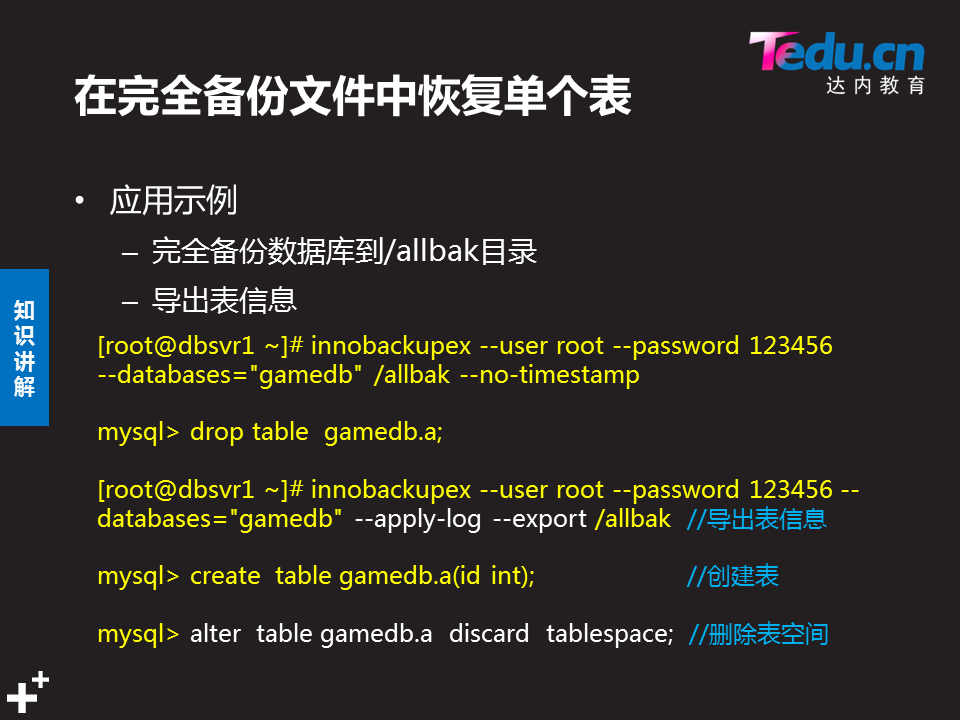 Tedu.cn
达内教育
在完全备份文件中恢复单个表
• 应用示例
– 完全备份数据库到/allbak目录
– 导出表信息
知
识
讲
解
[root@dbsvr1 ~]# innobackupex --user root --password 123456
--databases="gamedb" /allbak --no-timestamp
mysql> drop table gamedb.a;
[root@dbsvr1 ~]# innobackupex --user root --password 123456 --
databases="gamedb" --apply-log --export /allbak //导出表信息
mysql> create table gamedb.a(id int); //创建表
mysql> alter table gamedb.a discard tablespace; //删除表空间